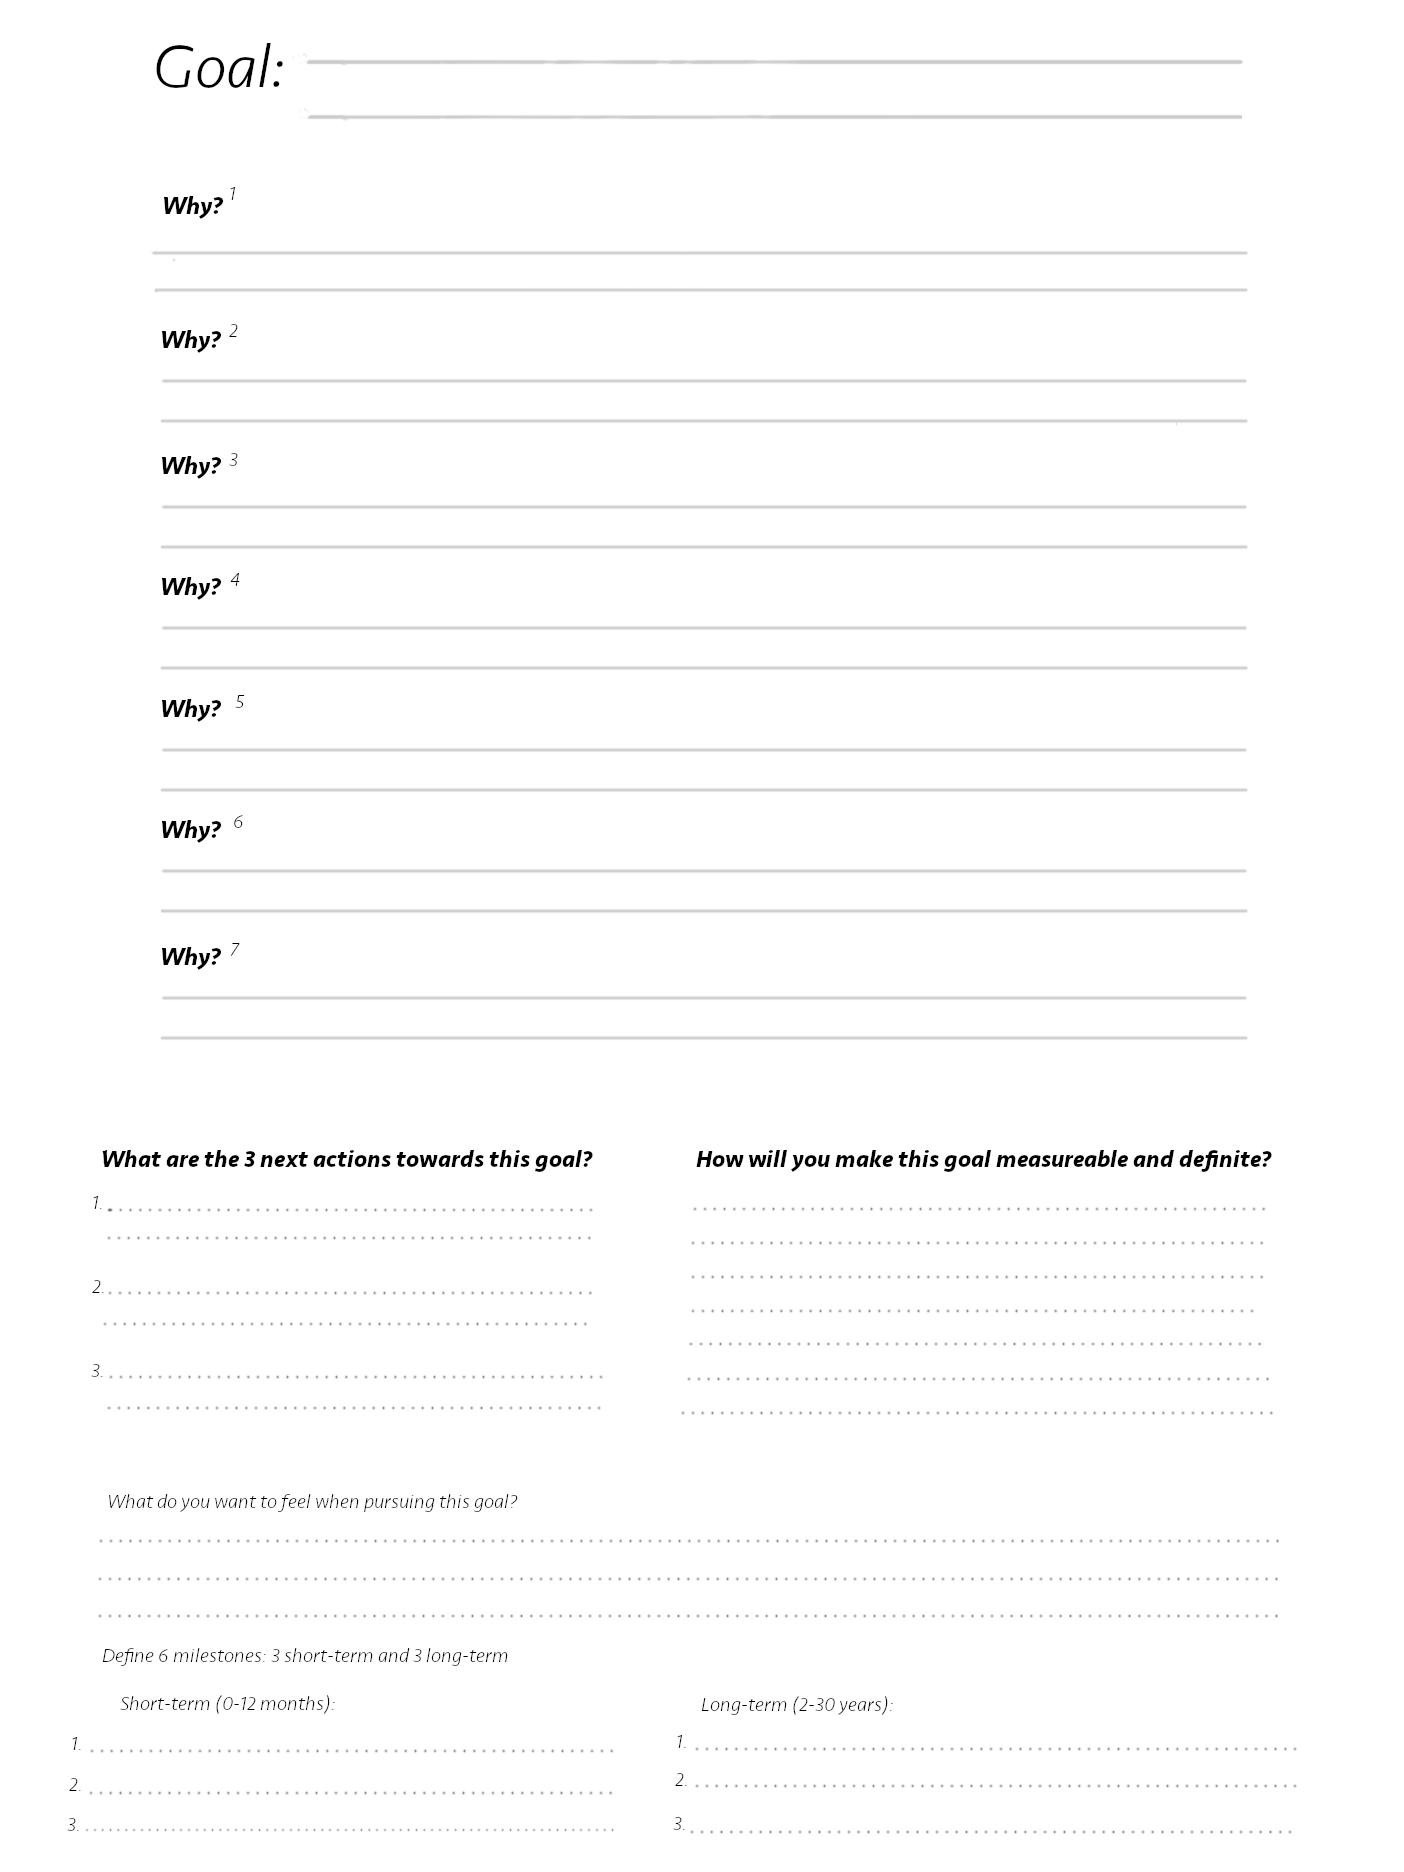 Goal:
Why? 1
Why? 2
Why? 3
Why? 4
Why? 5
Why? 6
Why? 7
What are the 3 next actions towards this goal?
1.
2.
3.
How will you make this goal measureable and definite?
What do you want to feel when pursuing this goal?
Define 6 milestones: 3 short-term and 3 long-term
Short-term (0-12 months):
1.
2.
3.
Long-term (2-30 years):
1.
2.
3.